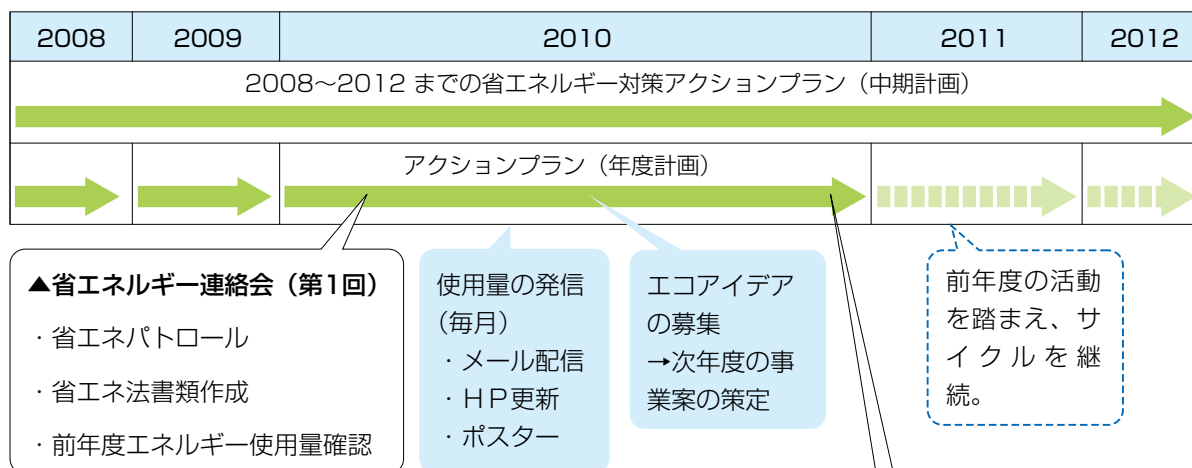 2008 2009 2010 2011 2012
2008～2012 までの省エネルギー対策アクションプラン（中期計画）
アクションプラン（年度計画）
▲省エネルギー連絡会（第1回）
・省エネパトロール
・省エネ法書類作成
・前年度エネルギー使用量確認
使用量の発信
（毎月）
・メール配信
・ＨＰ更新
・ポスター
エコアイデア
の募集
→次年度の事
業案の策定
前年度の活動
を踏まえ、サ
イクルを継
続。